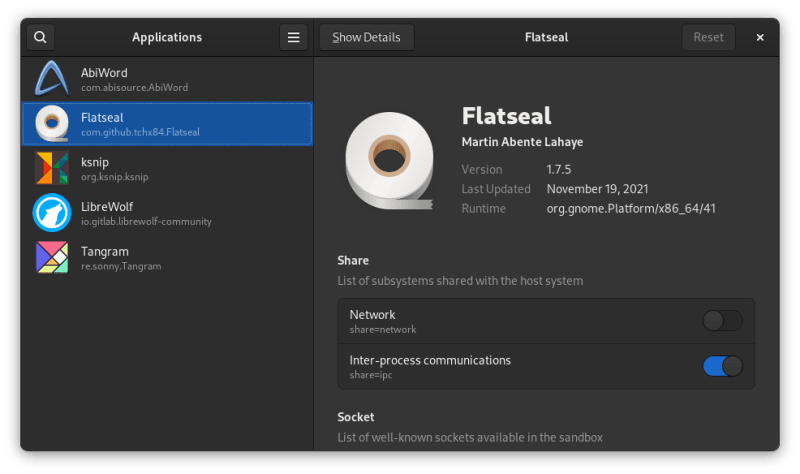 Applications
Show Details
Flatseal
Reset
AbiWord
com.abisource.AbiWord
Flatseal
com.github.tchx84.Flatseal
ksnip
org.ksnip.ksnip
LibreWolf
io.gitlab.librewolf-community
Tangram
re.sonny.Tangram
Flatseal
Martin Abente Lahaye
Version 1.7.5
Last Updated November 19, 2021
Runtime org.gnome.Platform/x86_64/41
Share
List of subsystems shared with the host system
Network
share=network
Inter-process communications
share=ipc
Socket
List of well-known sockets available in the sandbox